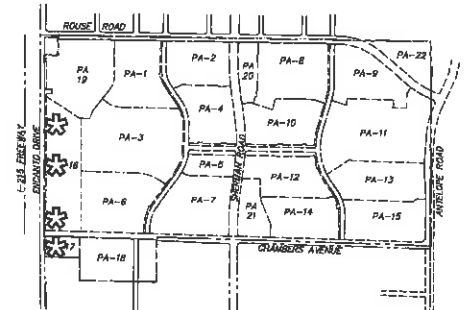 ROUSE ROAD
PA-22
PA-2
PA-8
PA-1
PA 20
PA-9
PA 19
PA-4
PA-10
PA-11
PA-3
I-215 FREEWAY
ENCANTO DRIVE
16
SHERMAN ROAD
PA-5
PA-12
PA-13
ANTELOPE ROAD
PA-6
PA-7
PA 21
PA-14
PA-15
17
CHAMBERS AVENUE
PA-18